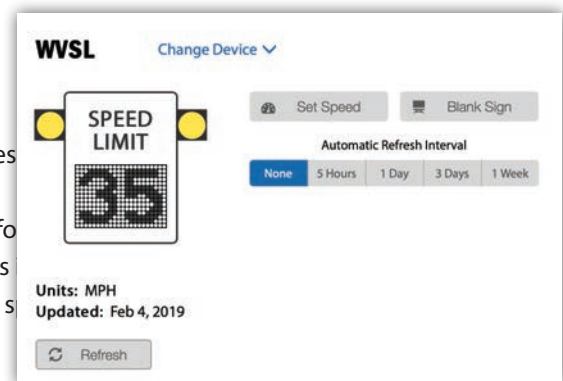 WVSL Change Device
SPEED
LIMIT
35
Set Speed Blank Sign
Automatic Refresh Interval
None 5 Hours 1 Day 3 Days 1 Week
Units: MPH
Updated: Feb 4, 2019
Refresh